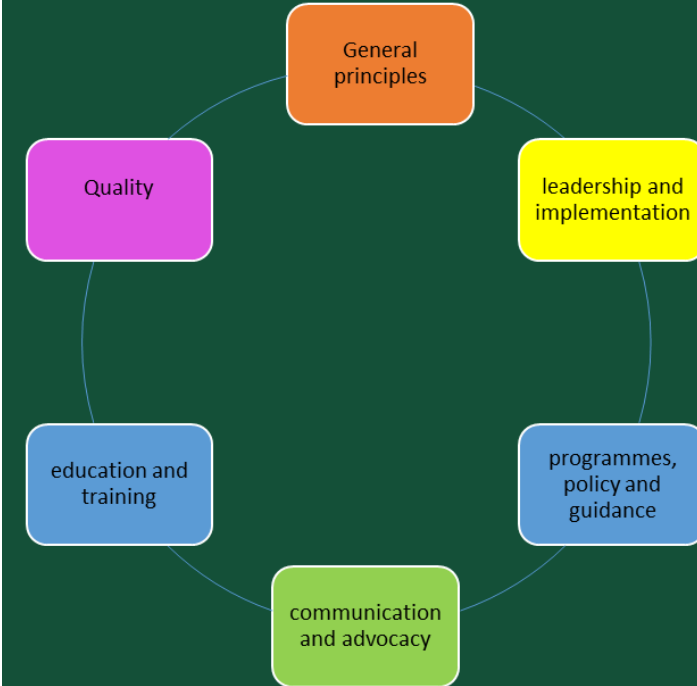 General
principles
leadership and
implementation
programmes,
policy and
guidance
communication
and advocacy
education and
training
Quality